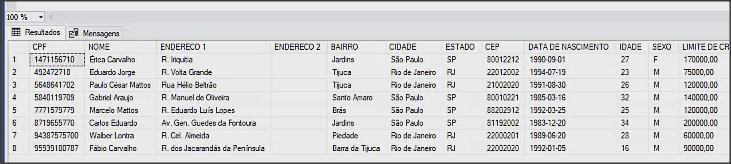 100 %
Resultados Mensagens
CPF NOME ENDERECO 1 ENDERECO 2 BAIRRO CIDADE ESTADO CEP DATA DE NASCIMENTO IDADE SEXO LIMITE DE CR
1 1471156710 Érica Carvalho R. Iriquitia Jardins São Paulo SP 80012212 1990-09-01 27 F 170000,00
2 492472718 Eduardo Jorge R. Volta Grande Tijuca Rio de Janeiro RJ 22012002 1994-07-19 23 M 75000,00
3 5648641702 Paulo César Mattos Rua Hélio Beltrão Tijuca Rio de Janeiro RJ 21002020 1991-08-30 26 M 120000,00
4 5840119709 Gabriel Araujo R. Manuel de Oliveira Santo Amaro São Paulo SP 80010221 1985-03-16 32 M 140000,00
5 7771579779 Marcelo Mattos R. Eduardo Luís Lopes Brás São Paulo SP 88202912 1992-03-25 25 M 120000,00
6 8719655770 Carlos Eduardo Av. Gen. Guedes da Fontoura Jardins São Paulo SP 81192002 1983-12-20 34 M 200000,00
7 94387575700 Walber Lontra R. Cel. Almeida Piedade Rio de Janeiro RJ 22000201 1989-06-20 28 M 60000,00
8 95939180787 Fábio Carvalho R. dos Jacarandás da Península Barra da Tijuca Rio de Janeiro RJ 22002020 1992-01-05 16 M 90000,00